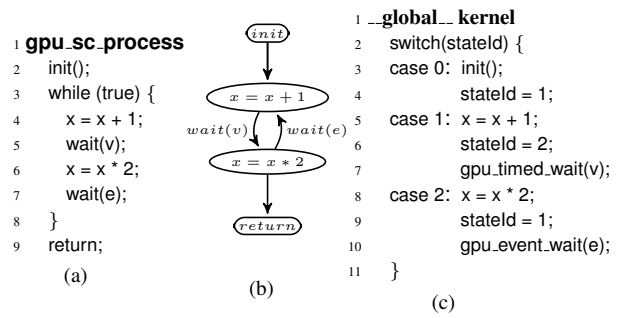 1 gpu_sc_process
2 init();
3 while (true) {
4 x = x + 1;
5 wait(v);
6 x = x * 2;
7 wait(e);
8 }
9 return;
(a)
init
x = x + 1
wait(v) wait(e)
x = x * 2
return
(b)
1 __global__ kernel
2 switch(stateId) {
3 case 0: init();
4 stateId = 1;
5 case 1: x = x + 1;
6 stateId = 2;
7 gpu_timed_wait(v);
8 case 2: x = x * 2;
9 stateId = 1;
10 gpu_event_wait(e);
11 }
(c)